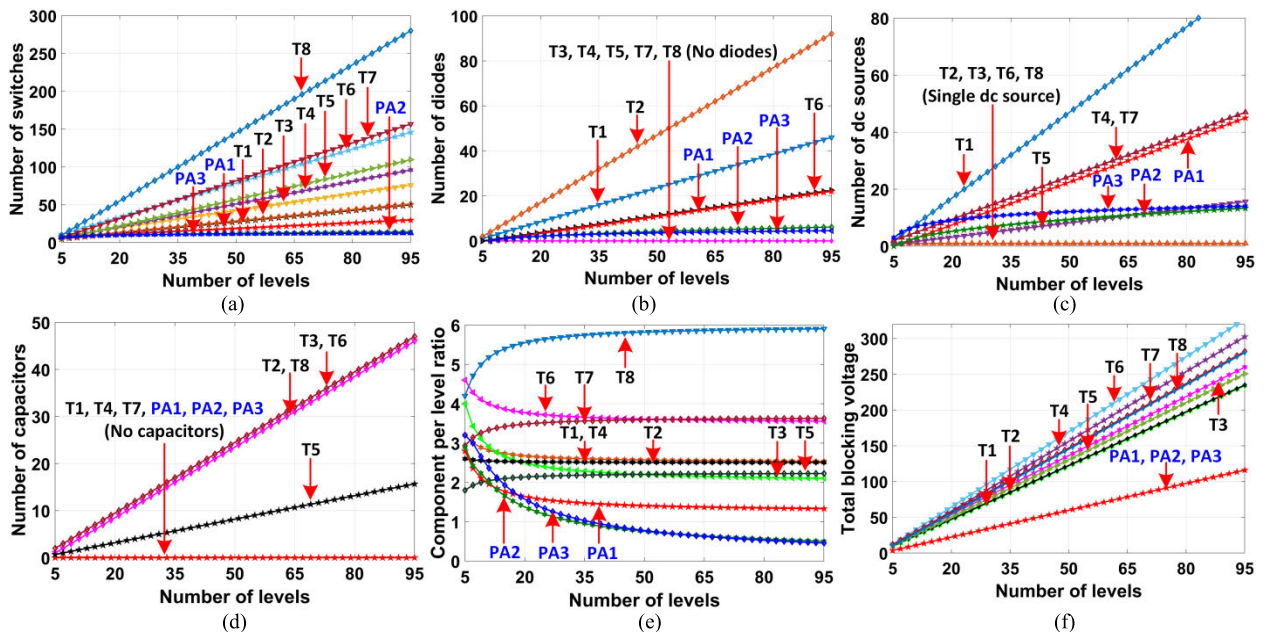 Number of switches
300
250
200
150
100
50
0
T8
T7
T6
T5
T4
T3
T2
T1
PA2
PA1
PA3
5 20 35 50 65 80 95
Number of levels
(a)
Number of diodes
100
80
60
40
20
0
T3, T4, T5, T7, T8 (No diodes)
T2
T1
T6
PA3
PA2
PA1
5 20 35 50 65 80 95
Number of levels
(b)
Number of dc sources
80
60
40
20
0
T2, T3, T6, T8
(Single dc source)
T1
T4, T7
T5
PA3
PA2
PA1
5 20 35 50 65 80 95
Number of levels
(c)
Number of capacitors
50
40
30
20
10
0
T3, T6
T2, T8
T1, T4, T7, PA1, PA2, PA3
(No capacitors)
T5
5 20 35 50 65 80 95
Number of levels
(d)
Component per level ratio
6
5
4
3
2
1
0
T6
T7
T8
T1, T4
T2
T3
T5
PA2
PA3
PA1
5 20 35 50 65 80 95
Number of levels
(e)
Total blocking voltage
300
250
200
150
100
50
0
T8
T7
T6
T5
T4
T2
T1
T3
PA1, PA2, PA3
5 20 35 50 65 80 95
Number of levels
(f)